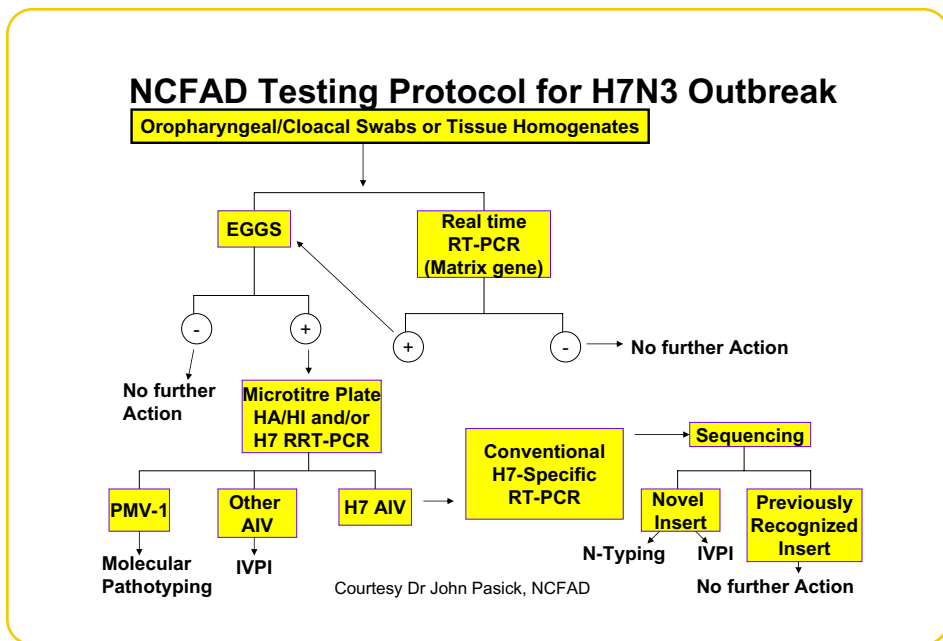 NCFAD Testing Protocol for H7N3 Outbreak
Oropharyngeal/Cloacal Swabs or Tissue Homogenates
EGGS
Real time
RT-PCR
(Matrix gene)
-
+
+
-
No further Action
No further
Action
Microtitre Plate
HA/HI and/or
H7 RRT-PCR
Conventional
H7-Specific
RT-PCR
Sequencing
PMV-1
Other
AIV
H7 AIV
Novel
Insert
Previously
Recognized
Insert
Molecular
Pathotyping
IVPI
N-Typing
IVPI
No further Action
Courtesy Dr John Pasick, NCFAD